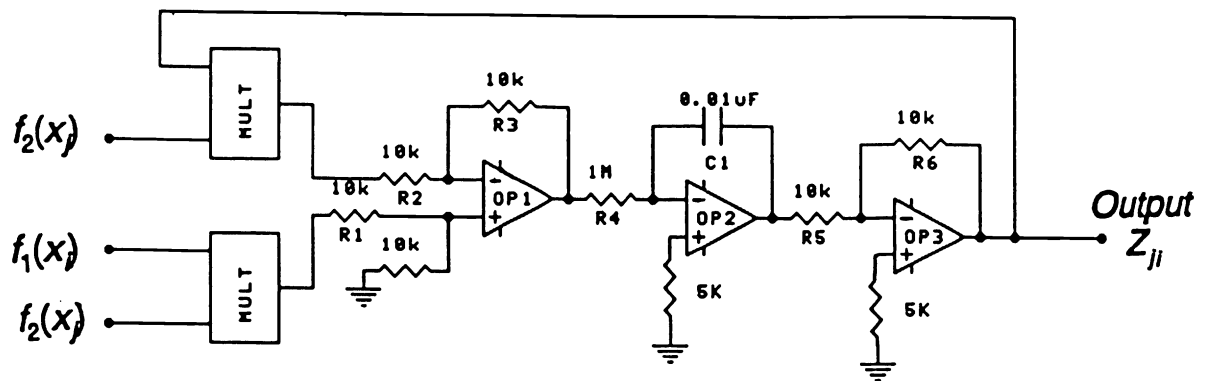 MULT
f₂(xⱼ)
10k
R3
10k
R2
10k
R1
10k
- + OP1
1M
R4
0.01uF
C1
- + OP2
5K
10k
R5
10k
R6
- + OP3
5K
Output
Zⱼᵢ
f₁(xᵢ)
MULT
f₂(xⱼ)